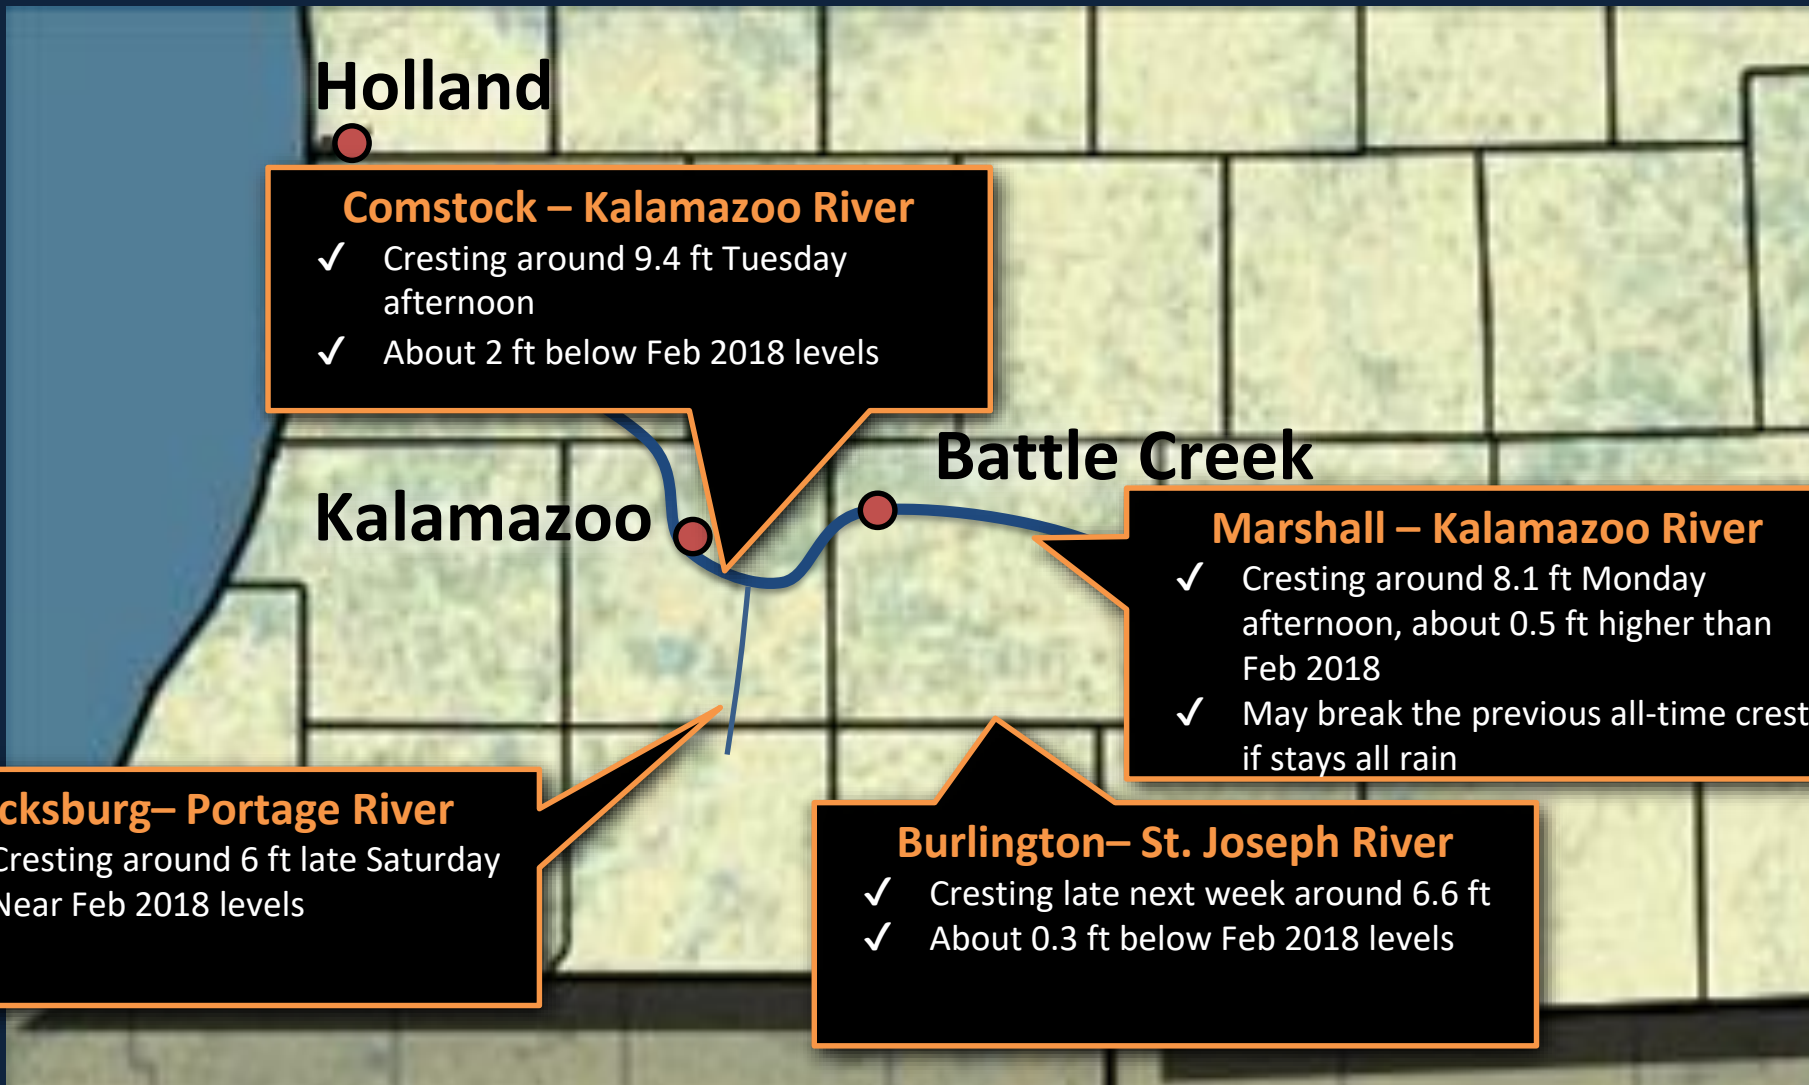 Holland
Comstock – Kalamazoo River
✓ Cresting around 9.4 ft Tuesday
afternoon
✓ About 2 ft below Feb 2018 levels
Battle Creek
Kalamazoo
Marshall – Kalamazoo River
✓ Cresting around 8.1 ft Monday
afternoon, about 0.5 ft higher than
Feb 2018
✓ May break the previous all-time crest
if stays all rain
cksburg– Portage River
Cresting around 6 ft late Saturday
Near Feb 2018 levels
Burlington– St. Joseph River
✓ Cresting late next week around 6.6 ft
✓ About 0.3 ft below Feb 2018 levels